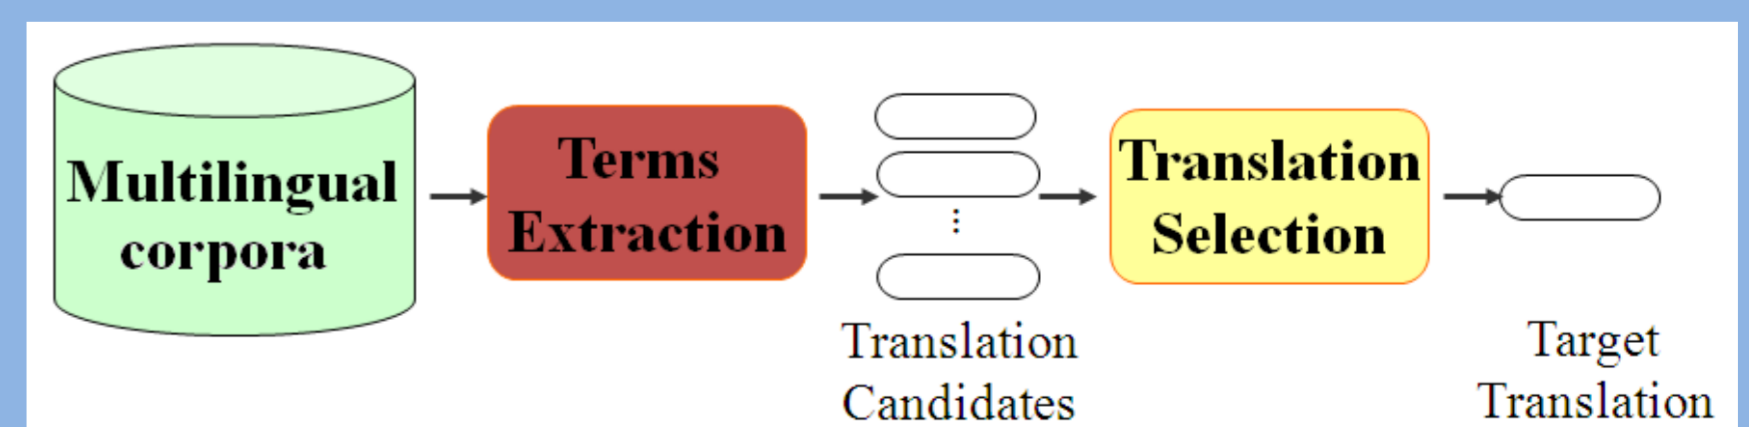 Multilingual
corpora
Terms
Extraction
⋮
Translation
Candidates
Translation
Selection
Target
Translation